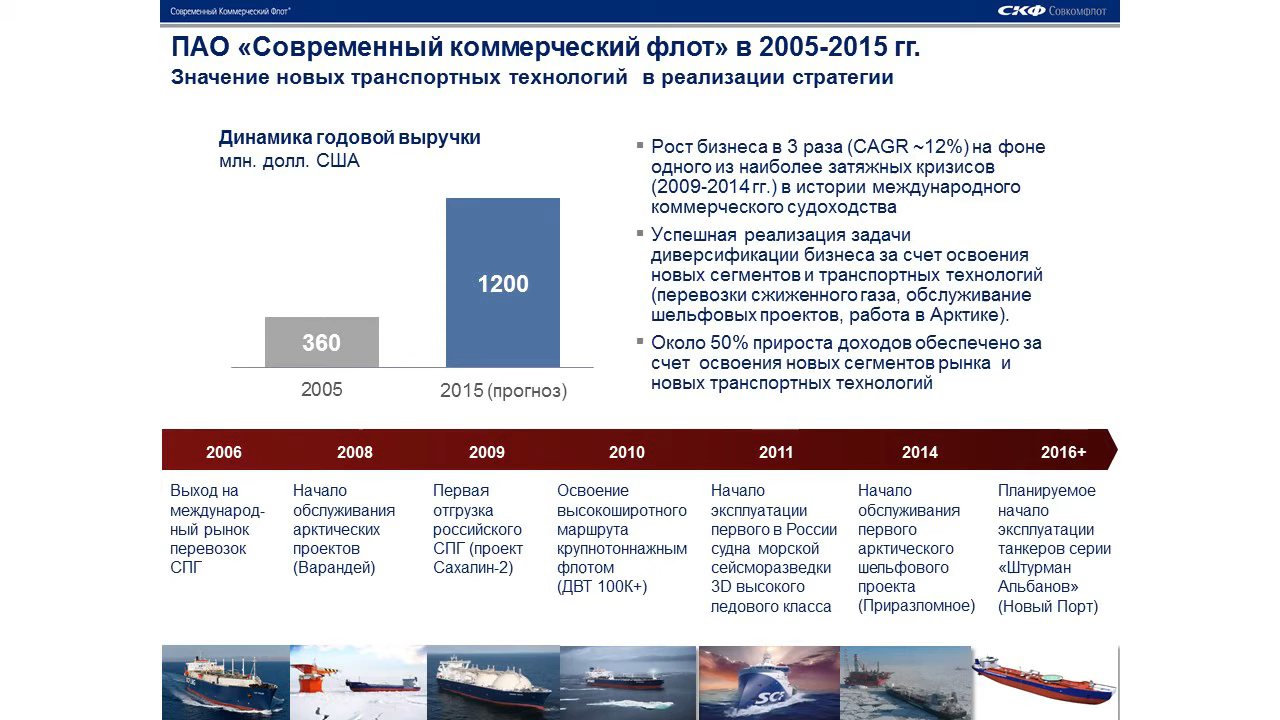 Современный Коммерческий Флот"
СКФ Совкомфлот
ПАО «Современный коммерческий флот» в 2005-2015 гг.
Значение новых транспортных технологий в реализации стратегии
Динамика годовой выручки
млн. долл. США
1200
360
2005
2015 (прогноз)
Рост бизнеса в 3 раза (CAGR ~12%) на фоне
одного из наиболее затяжных кризисов
(2009-2014 гг.) в истории международного
коммерческого судоходства
Успешная реализация задачи
диверсификации бизнеса за счет освоения
новых сегментов и транспортных технологий
(перевозки сжиженного газа, обслуживание
шельфовых проектов, работа в Арктике).
Около 50% прироста доходов обеспечено за
счет освоения новых сегментов рынка и
новых транспортных технологий
2006
2008
2009
2010
2011
2014
2016+
Выход на
международ-
ный рынок
перевозок
СПГ
Начало
обслуживания
арктических
проектов
(Варандей)
Первая
отгрузка
российского
СПГ (проект
Сахалин-2)
Освоение
высокоширотного
маршрута
крупнотоннажным
флотом
(ДВТ 100К+)
Начало
эксплуатации
первого в России
судна морской
сейсморазведки
3D высокого
ледового класса
Начало
обслуживания
первого
арктического
шельфового
проекта
(Приразломное)
Планируемое
начало
эксплуатации
танкеров серии
«Штурман
Альбанов»
(Новый Порт)
SCF